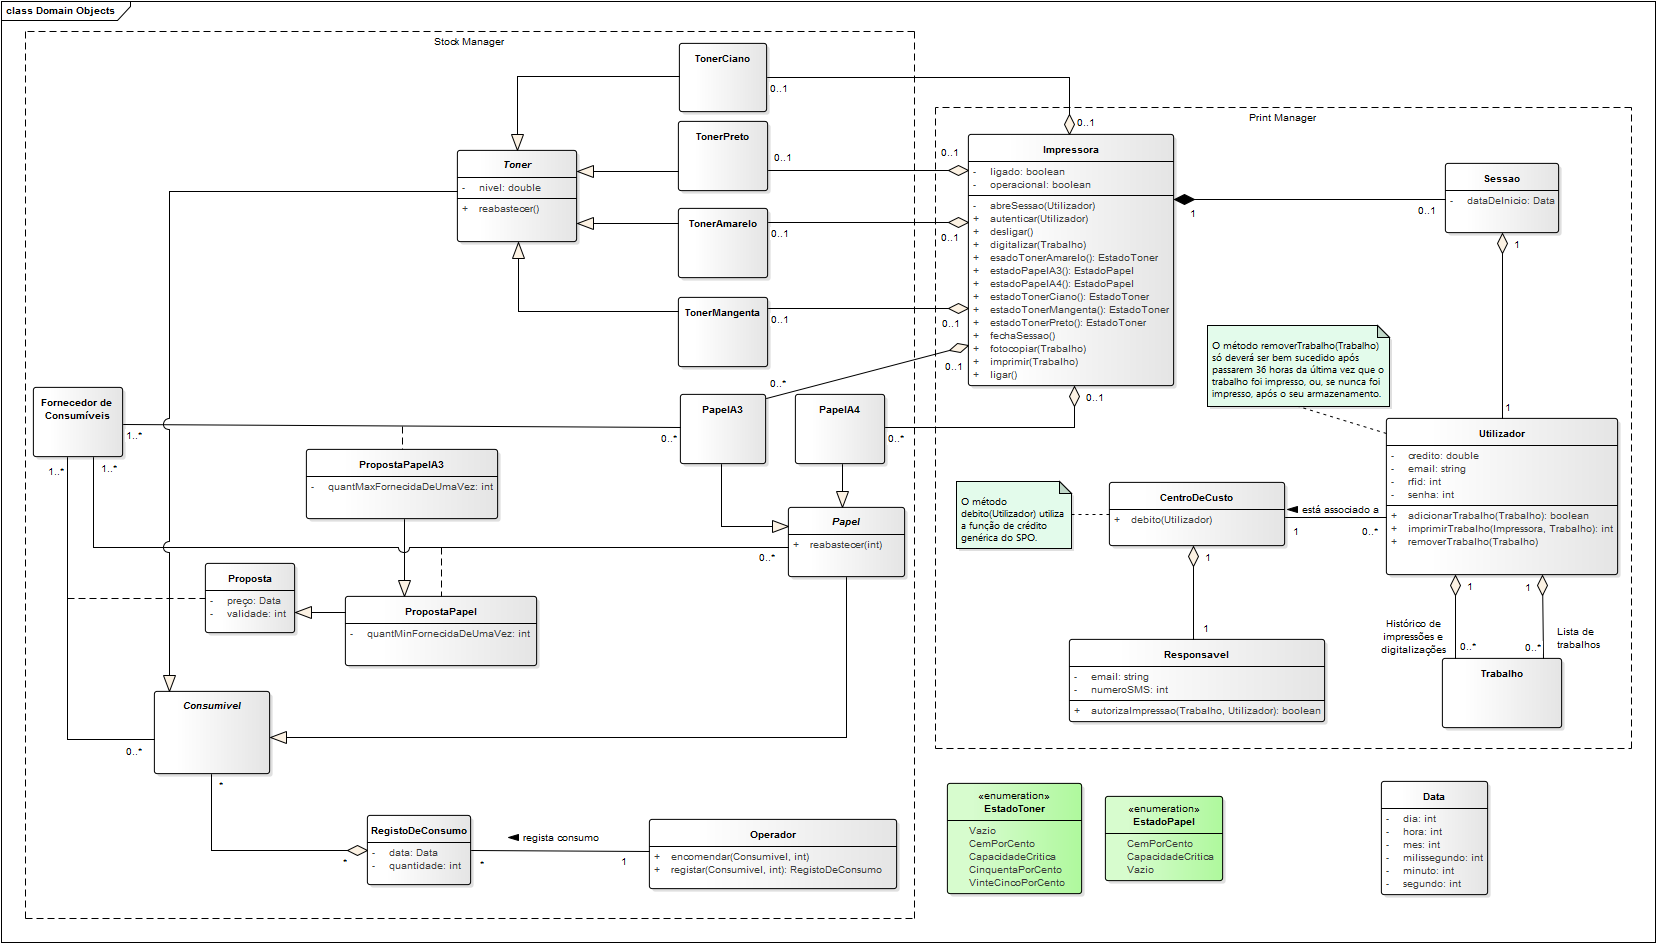 class Domain Objects
Stock Manager
TonerCiano
0..1
0..1
TonerPreto
0..1
0..1
Toner
- nivel: double
+ reabastecer()
TonerAmarelo
0..1
0..1
TonerMangenta
0..1
0..1
0..*
0..1
0..1
Fornecedor de
Consumíveis
1..*
1..*
1..*
PapelA3
0..*
PapelA4
0..*
PropostaPapelA3
- quantMaxFornecidaDeUmaVez: int
Papel
+ reabastecer(int)
0..*
Proposta
- preço: Data
- validade: int
PropostaPapel
- quantMinFornecidaDeUmaVez: int
Consumivel
0..*
*
RegistoDeConsumo
- data: Data
- quantidade: int
*
*
regista consumo
1
Operador
+ encomendar(Consumivel, int)
+ registar(Consumivel, int): RegistoDeConsumo
Print Manager
Impressora
- ligado: boolean
- operacional: boolean
- abreSessao(Utilizador)
+ autenticar(Utilizador)
+ desligar()
+ digitalizar(Trabalho)
+ esadoTonerAmarelo(): EstadoToner
+ estadoPapelA3(): EstadoPapel
+ estadoPapelA4(): EstadoPapel
+ estadoTonerCiano(): EstadoToner
+ estadoTonerMangenta(): EstadoToner
+ estadoTonerPreto(): EstadoToner
+ fechaSessao()
+ fotocopiar(Trabalho)
+ imprimir(Trabalho)
+ ligar()
1
0..1
Sessao
- dataDeInicio: Data
1
1
O método removerTrabalho(Trabalho)
só deverá ser bem sucedido após
passarem 36 horas da última vez que o
trabalho foi impresso, ou, se nunca foi
impresso, após o seu armazenamento.
Utilizador
- credito: double
- email: string
- rfid: int
- senha: int
+ adicionarTrabalho(Trabalho): boolean
+ imprimirTrabalho(Impressora, Trabalho): int
+ removerTrabalho(Trabalho)
O método
debito(Utilizador) utiliza
a função de crédito
genérica do SPO.
CentroDeCusto
+ debito(Utilizador)
está associado a
1
0..*
1
1
Responsavel
- email: string
- numeroSMS: int
+ autorizaImpressao(Trabalho, Utilizador): boolean
1
1
Histórico de
impressões e
digitalizações
0..*
0..*
Lista de
trabalhos
Trabalho
«enumeration»
EstadoToner
Vazio
CemPorCento
CapacidadeCritica
CinquentaPorCento
VinteCincoPorCento
«enumeration»
EstadoPapel
CemPorCento
CapacidadeCritica
Vazio
Data
- dia: int
- hora: int
- mes: int
- milissegundo: int
- minuto: int
- segundo: int